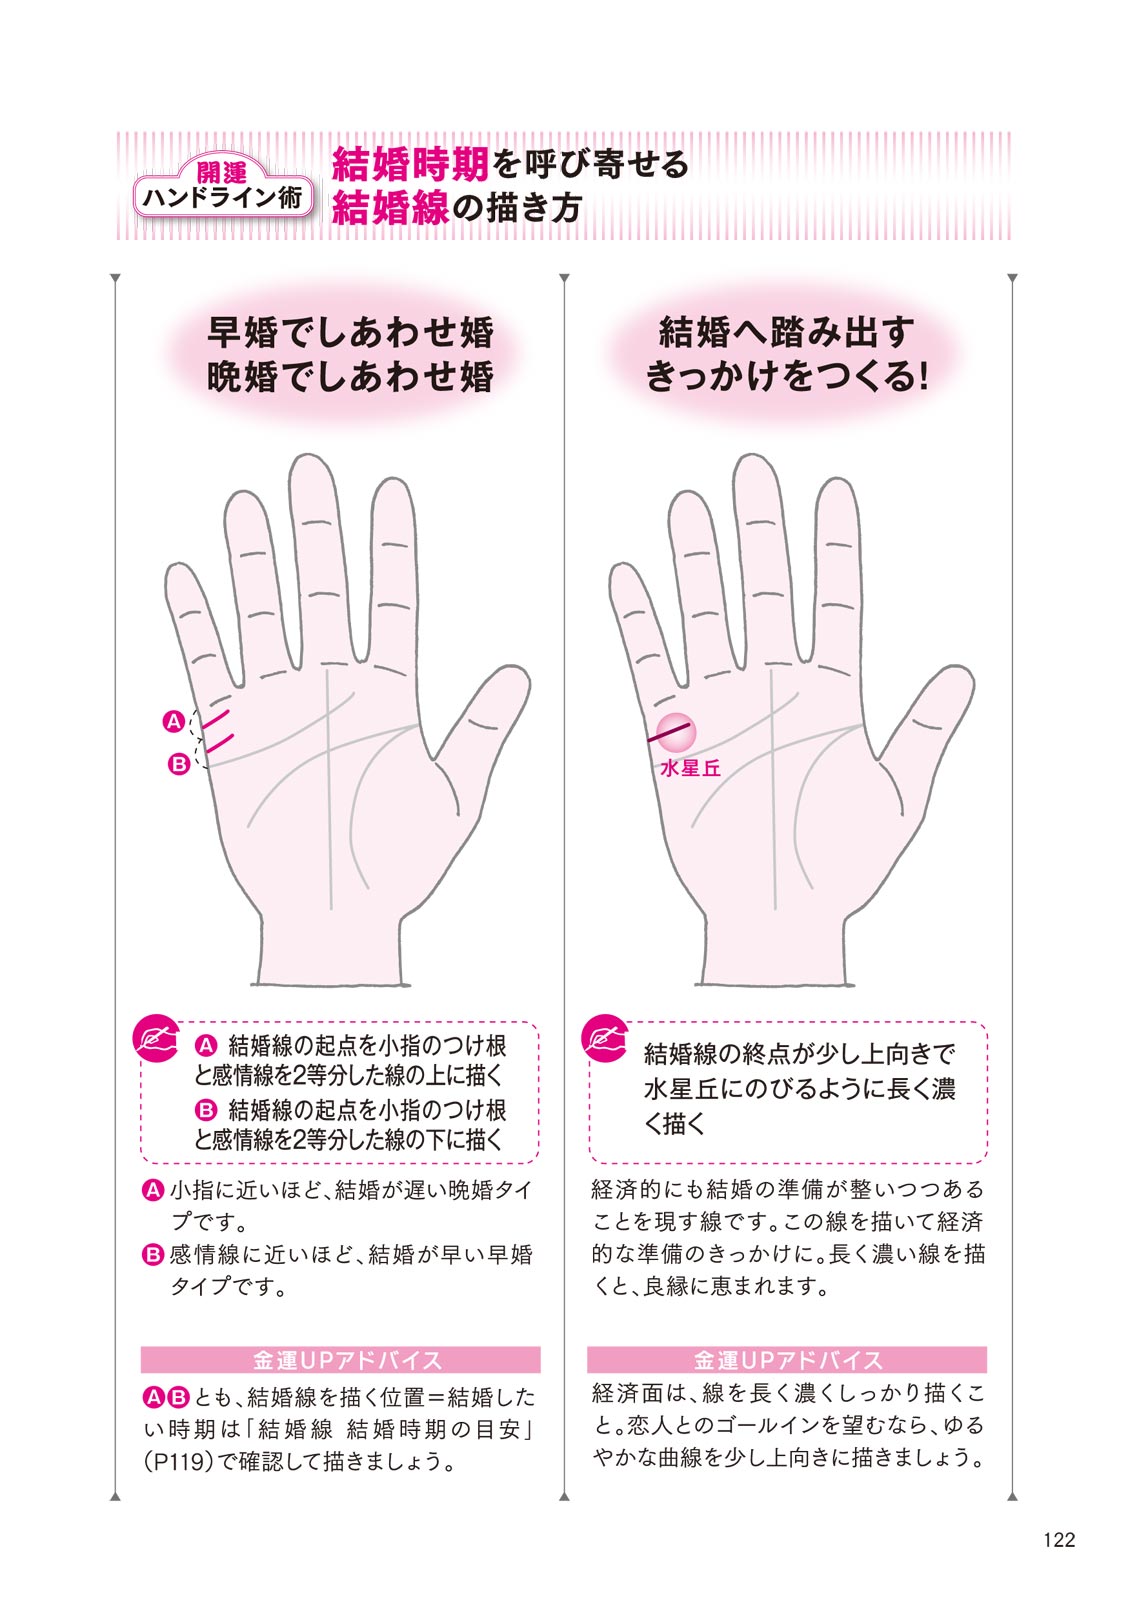 開運
ハンドライン術
結婚時期を呼び寄せる
結婚線の描き方
早婚でしあわせ婚
晩婚でしあわせ婚
A
B
A 結婚線の起点を小指のつけ根
と感情線を2等分した線の上に描く
B 結婚線の起点を小指のつけ根
と感情線を2等分した線の下に描く
A 小指に近いほど、結婚が遅い晩婚タイ
プです。
B 感情線に近いほど、結婚が早い早婚
タイプです。
金運UPアドバイス
ABとも、結婚線を描く位置=結婚した
い時期は「結婚線 結婚時期の目安」
(P119)で確認して描きましょう。
結婚へ踏み出す
きっかけをつくる!
水星丘
結婚線の終点が少し上向きで
水星丘にのびるように長く濃
く描く
経済的にも結婚の準備が整いつつある
ことを現す線です。この線を描いて経済
的な準備のきっかけに。長く濃い線を描
くと、良縁に恵まれます。
金運UPアドバイス
経済面は、線を長く濃くしっかり描くこ
と。恋人とのゴールインを望むなら、ゆる
やかな曲線を少し上向きに描きましょう。
122